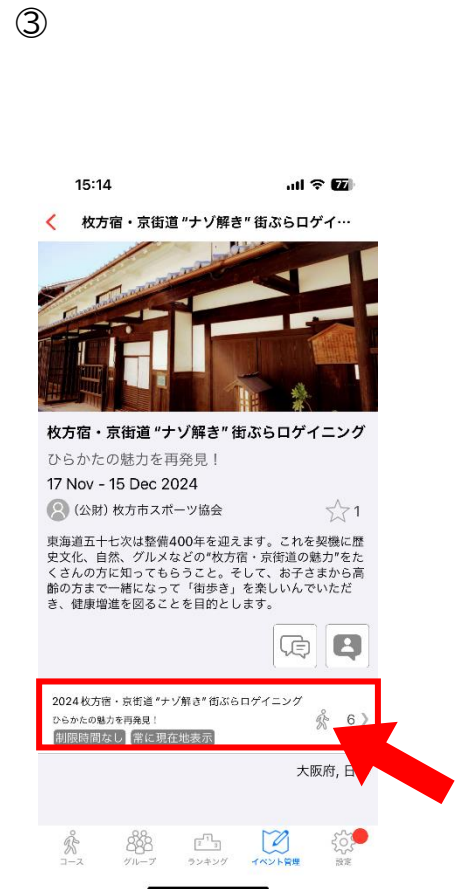 ③
15:14 77
枚方宿・京街道"ナゾ解き"街ぶらロゲイ…
枚方宿・京街道“ナゾ解き”街ぶらロゲイニング
ひらかたの魅力を再発見！
17 Nov - 15 Dec 2024
(公財) 枚方市スポーツ協会 1
東海道五十七次は整備400年を迎えます。これを契機に歴
史文化、自然、グルメなどの“枚方宿・京街道の魅力”をた
くさんの方に知ってもらうこと。そして、お子さまから高
齢の方まで一緒になって「街歩き」を楽しいんでいただ
き、健康増進を図ることを目的とします。
2024 枚方宿・京街道“ナゾ解き”街ぶらロゲイニング
ひらかたの魅力を再発見！
6
制限時間なし 常に現在地表示
大阪府, 日
コース グループ ランキング イベント管理 設定